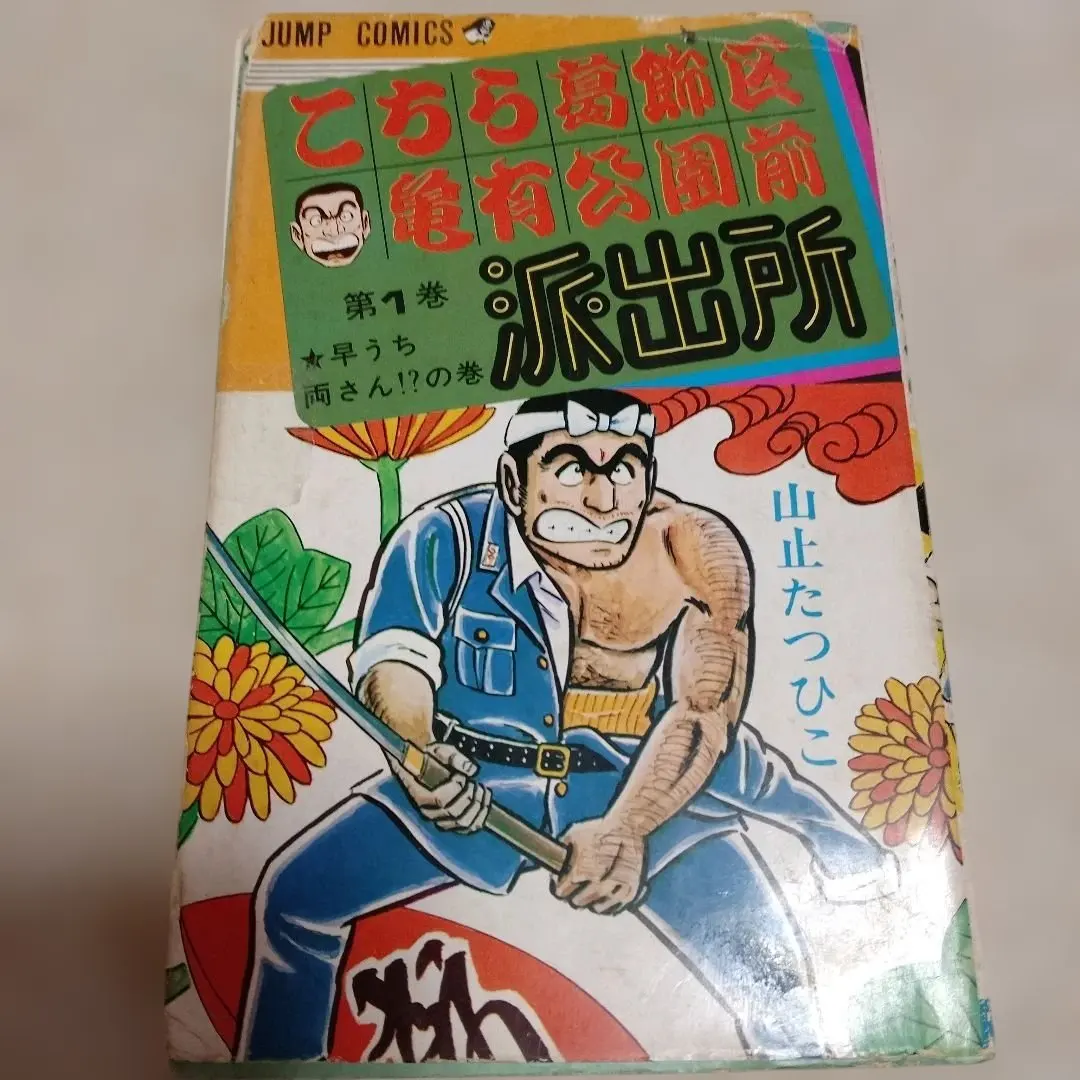 JUMP COMICS
こちら葛飾区
亀有公園前
派出所
第1巻
★早うち
両さん!?の巻
山止たつひこ